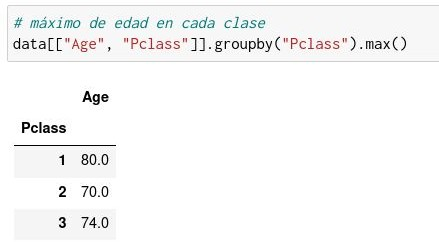 # máximo de edad en cada clase
data[["Age", "Pclass"]].groupby("Pclass").max()
Age
Pclass
1 80.0
2 70.0
3 74.0